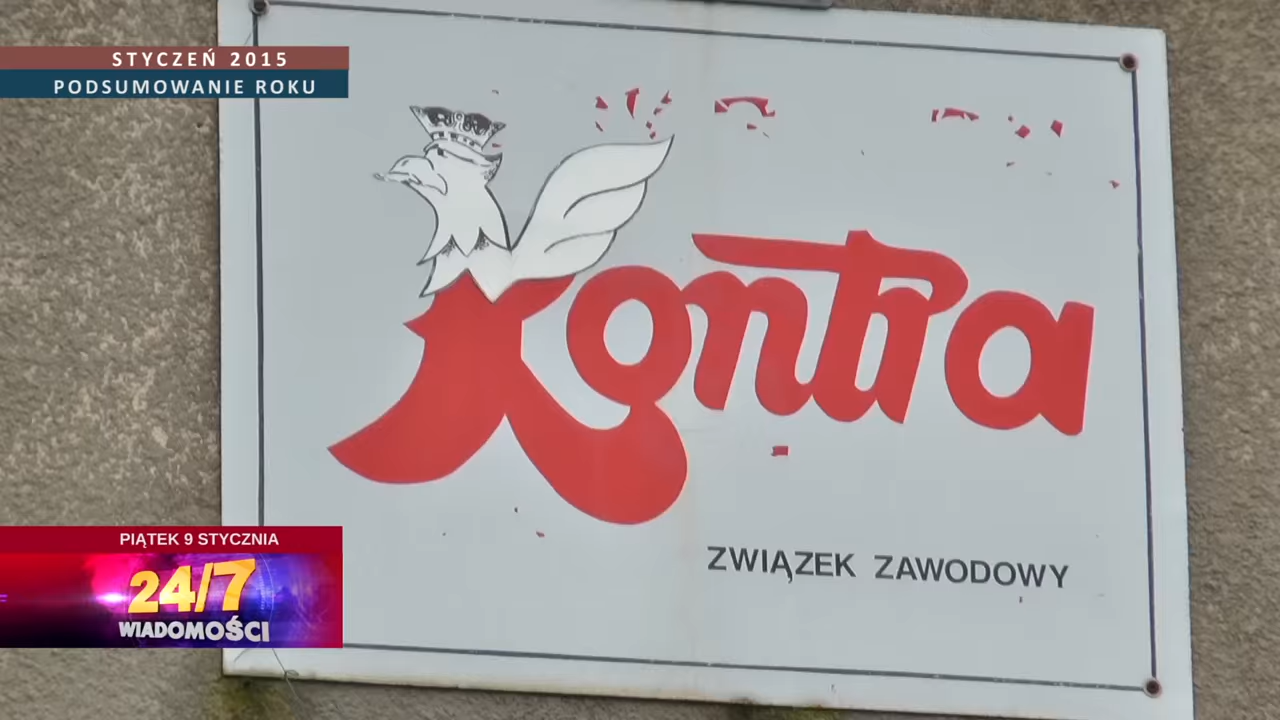 STYCZEŃ 2015
PODSUMOWANIE ROKU
Kontra
ZWIĄZEK ZAWODOWY
PIĄTEK 9 STYCZNIA
24/7
WIADOMOŚCI